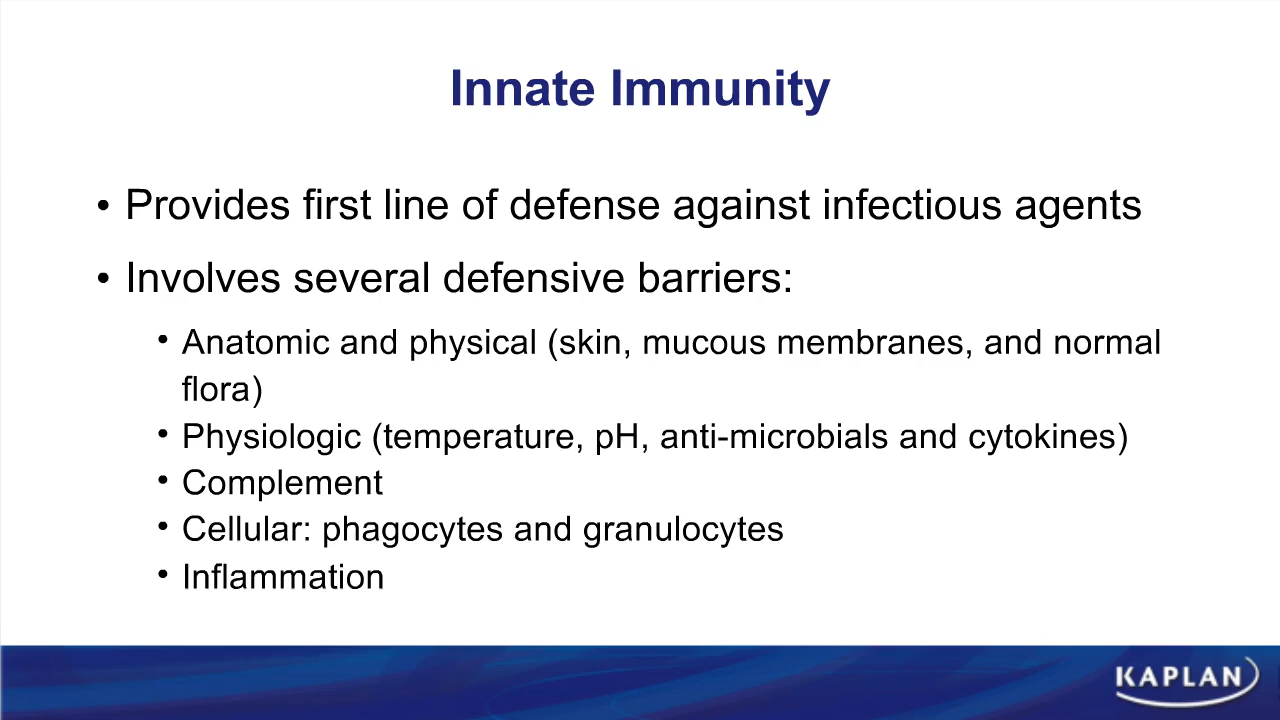 Innate Immunity
• Provides first line of defense against infectious agents
• Involves several defensive barriers:
• Anatomic and physical (skin, mucous membranes, and normal
flora)
• Physiologic (temperature, pH, anti-microbials and cytokines)
• Complement
• Cellular: phagocytes and granulocytes
• Inflammation
KAPLAN